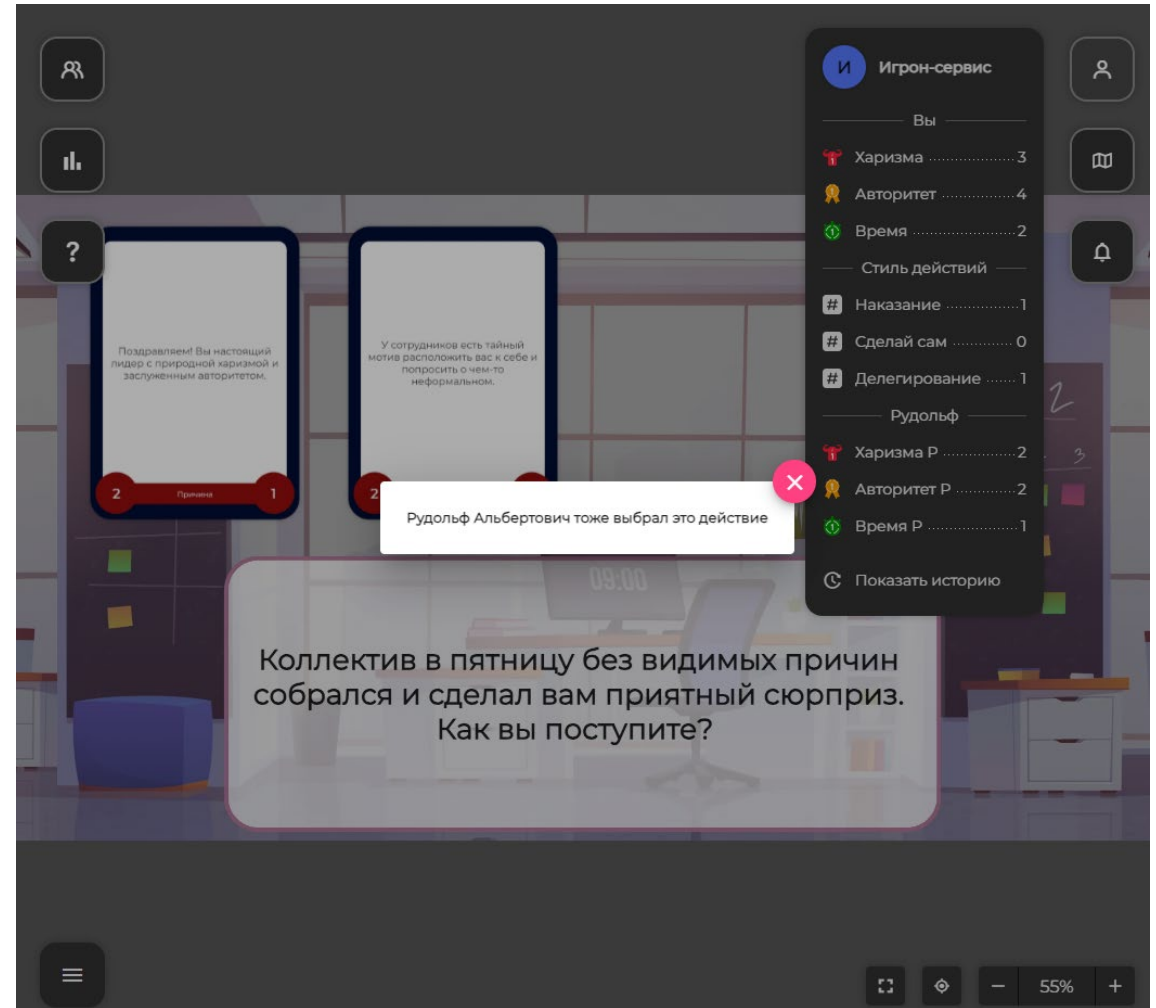 И Игрон-сервис
Вы
Харизма 3
Авторитет 4
Время 2
Стиль действий
# Наказание 1
# Сделай сам 0
# Делегирование 1
Рудольф
Харизма Р 2
Авторитет Р 2
Время Р 1
Показать историю
?
Поздравляем! Вы настоящий
лидер с природной харизмой и
заслуженным авторитетом.
2 Причина 1
У сотрудников есть тайный
мотив расположить вас к себе и
попросить о чем-то
неформальном.
2
2
3
Рудольф Альбертович тоже выбрал это действие
09:00
Коллектив в пятницу без видимых причин
собрался и сделал вам приятный сюрприз.
Как вы поступите?
55%